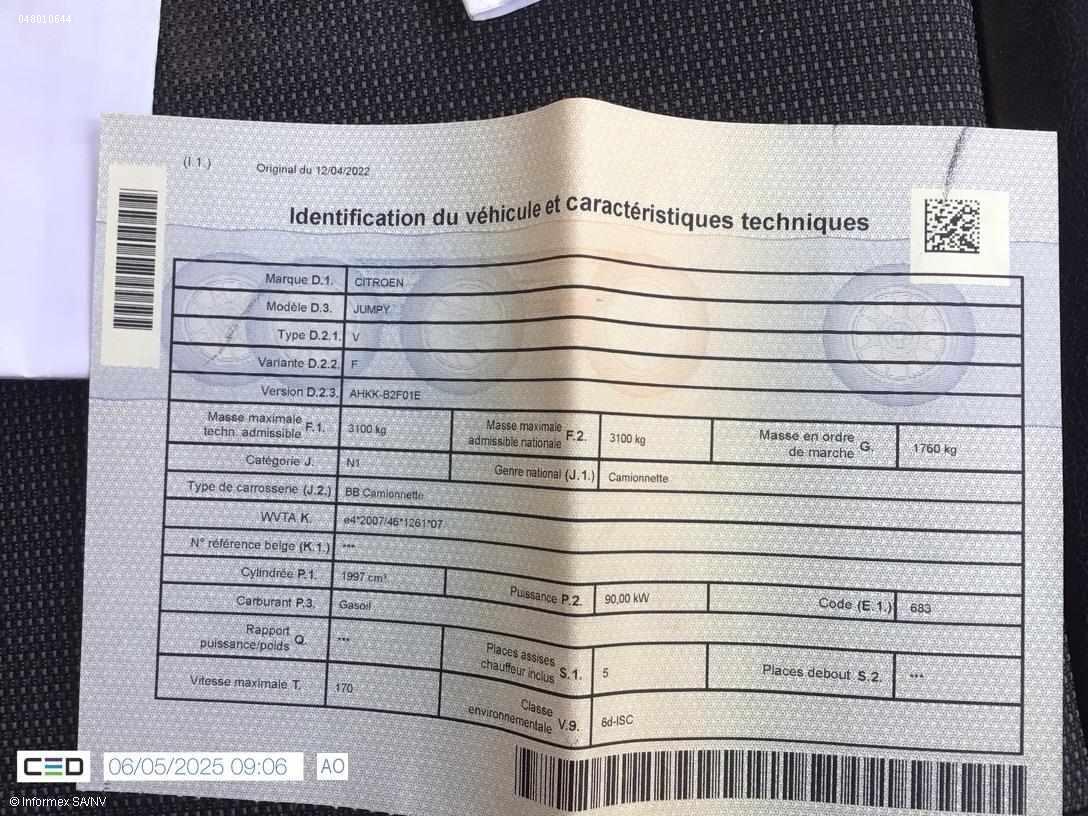 048010644
(I.1.)
Original du 12/04/2022
Identification du véhicule et caractéristiques techniques
Marque D.1. CITROEN
Modèle D.3. JUMPY
Type D.2.1. V
Variante D.2.2. F
Version D.2.3. AHKK-B2F01E
Masse maximale techn. admissible F.1. 3100 kg Masse maximale admissible nationale F.2. 3100 kg Masse en ordre de marche G. 1760 kg
Catégorie J. N1 Genre national (J.1.) Camionnette
Type de carrosserie (J.2.) BB Camionnette
WVTA K. e4*2007/46*1261*07
N° référence belge (K.1.) ***
Cylindrée P.1. 1997 cm³ Puissance P.2. 90,00 kW Code (E.1.) 683
Carburant P.3. Gasoil
Rapport puissance/poids Q. *** Places assises chauffeur inclus S.1. 5 Places debout S.2. ***
Vitesse maximale T. 170 Classe environnementale V.9. 6d-ISC
CED 06/05/2025 09:06 AO
© Informex SA/NV